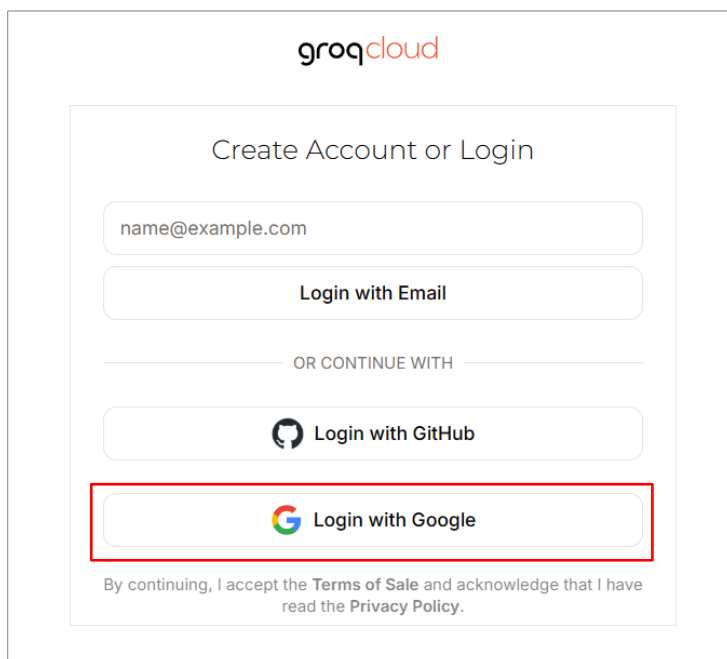 groqcloud
Create Account or Login
name@example.com
Login with Email
OR CONTINUE WITH
Login with GitHub
Login with Google
By continuing, I accept the Terms of Sale and acknowledge that I have
read the Privacy Policy.